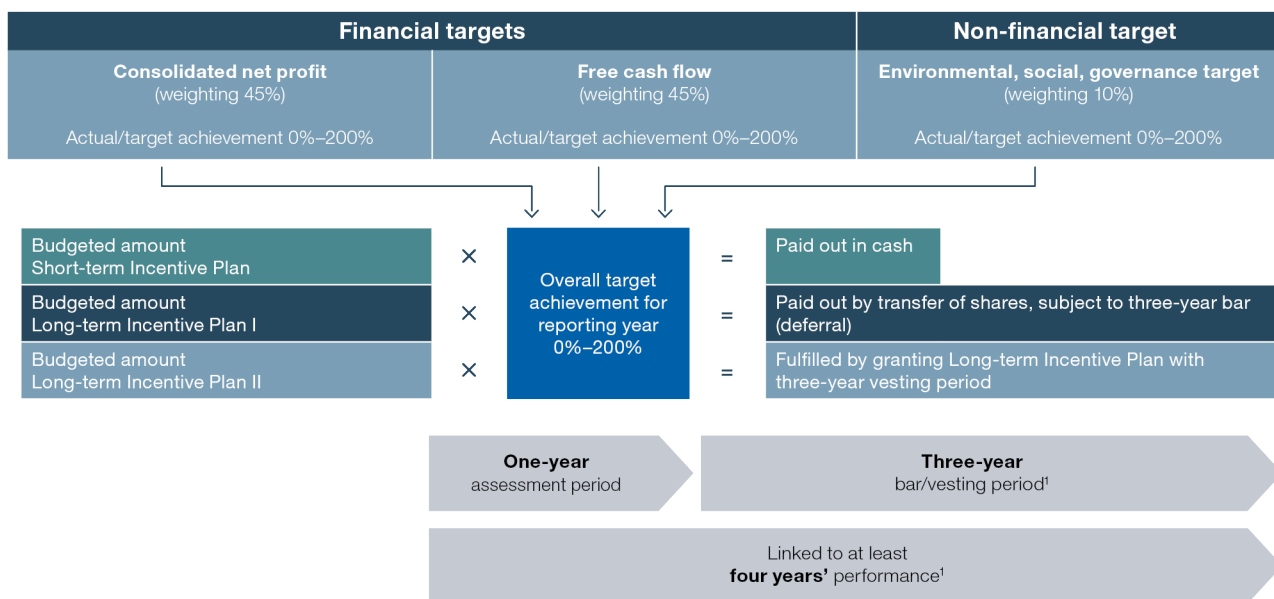 Financial targets
Non-financial target
Consolidated net profit
(weighting 45%)
Actual/target achievement 0%–200%
Free cash flow
(weighting 45%)
Actual/target achievement 0%–200%
Environmental, social, governance target
(weighting 10%)
Actual/target achievement 0%–200%
Budgeted amount
Short-term Incentive Plan
×
Overall target
achievement for
reporting year
0%–200%
=
Paid out in cash
Budgeted amount
Long-term Incentive Plan I
×
=
Paid out by transfer of shares, subject to three-year bar
(deferral)
Budgeted amount
Long-term Incentive Plan II
×
=
Fulfilled by granting Long-term Incentive Plan with
three-year vesting period
One-year
assessment period
Three-year
bar/vesting period¹
Linked to at least
four years’ performance¹